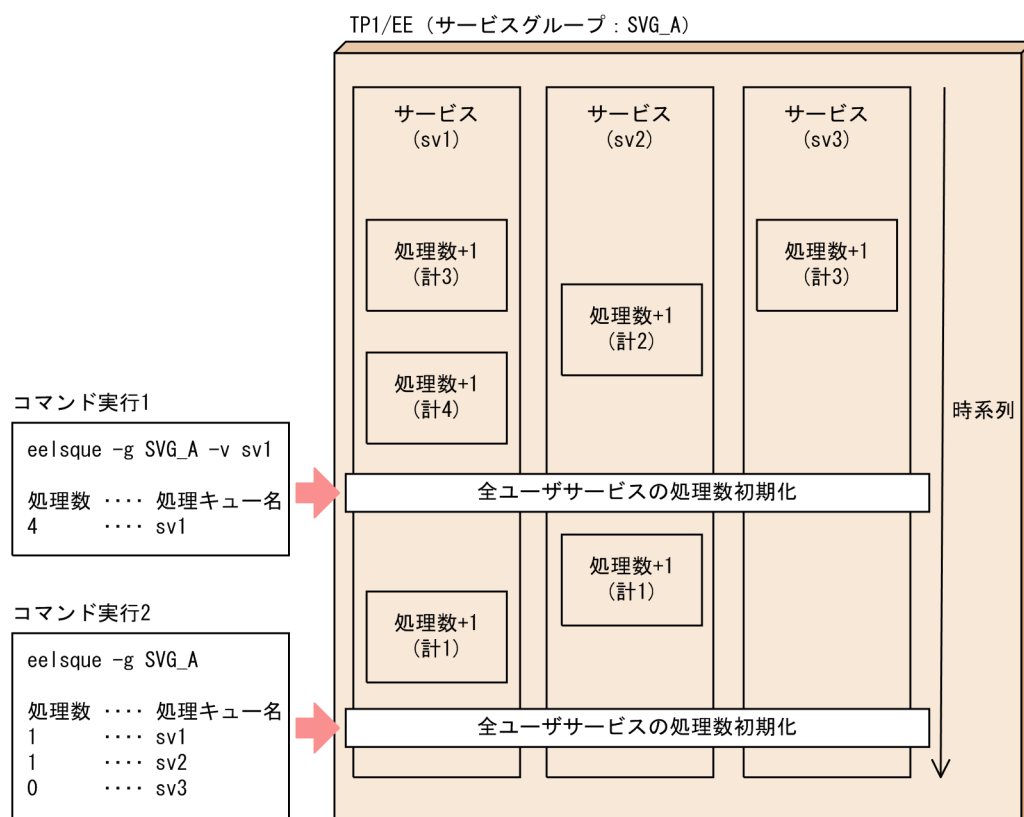 TP1/EE（サービスグループ：SVG_A）
サービス
(sv1)
サービス
(sv2)
サービス
(sv3)
処理数+1
(計3)
処理数+1
(計3)
処理数+1
(計2)
処理数+1
(計4)
時系列
コマンド実行1
eelsque -g SVG_A -v sv1
処理数 ‥‥ 処理キュー名
4 ‥‥ sv1
全ユーザサービスの処理数初期化
処理数+1
(計1)
処理数+1
(計1)
コマンド実行2
eelsque -g SVG_A
処理数 ‥‥ 処理キュー名
1 ‥‥ sv1
1 ‥‥ sv2
0 ‥‥ sv3
全ユーザサービスの処理数初期化